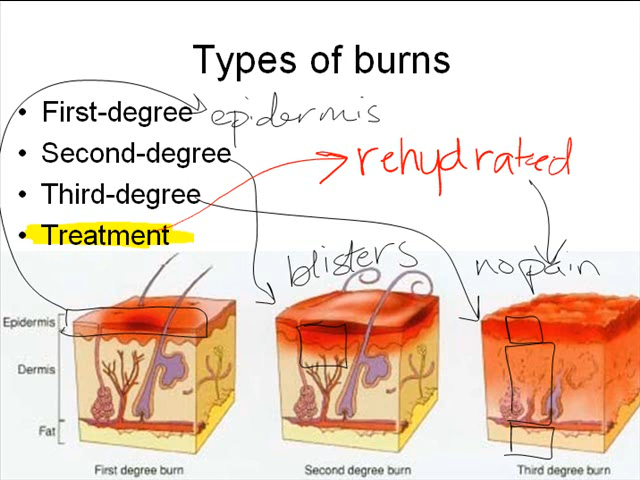 Types of burns
• First-degree epidermis
• Second-degree rehydrated
• Third-degree
• Treatment
blisters no pain
Epidermis
Dermis
Fat
First degree burn Second degree burn Third degree burn